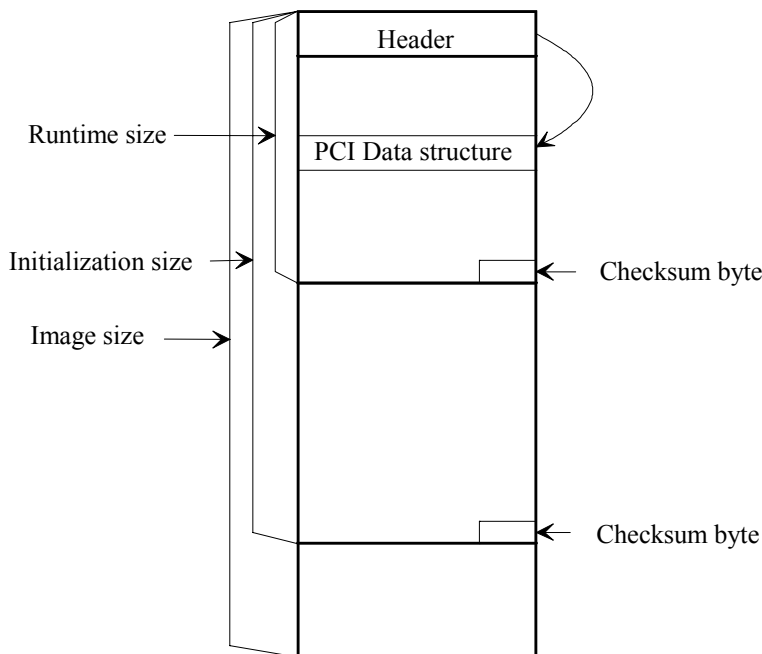 Header
Runtime size
PCI Data structure
Initialization size
Checksum byte
Image size
Checksum byte